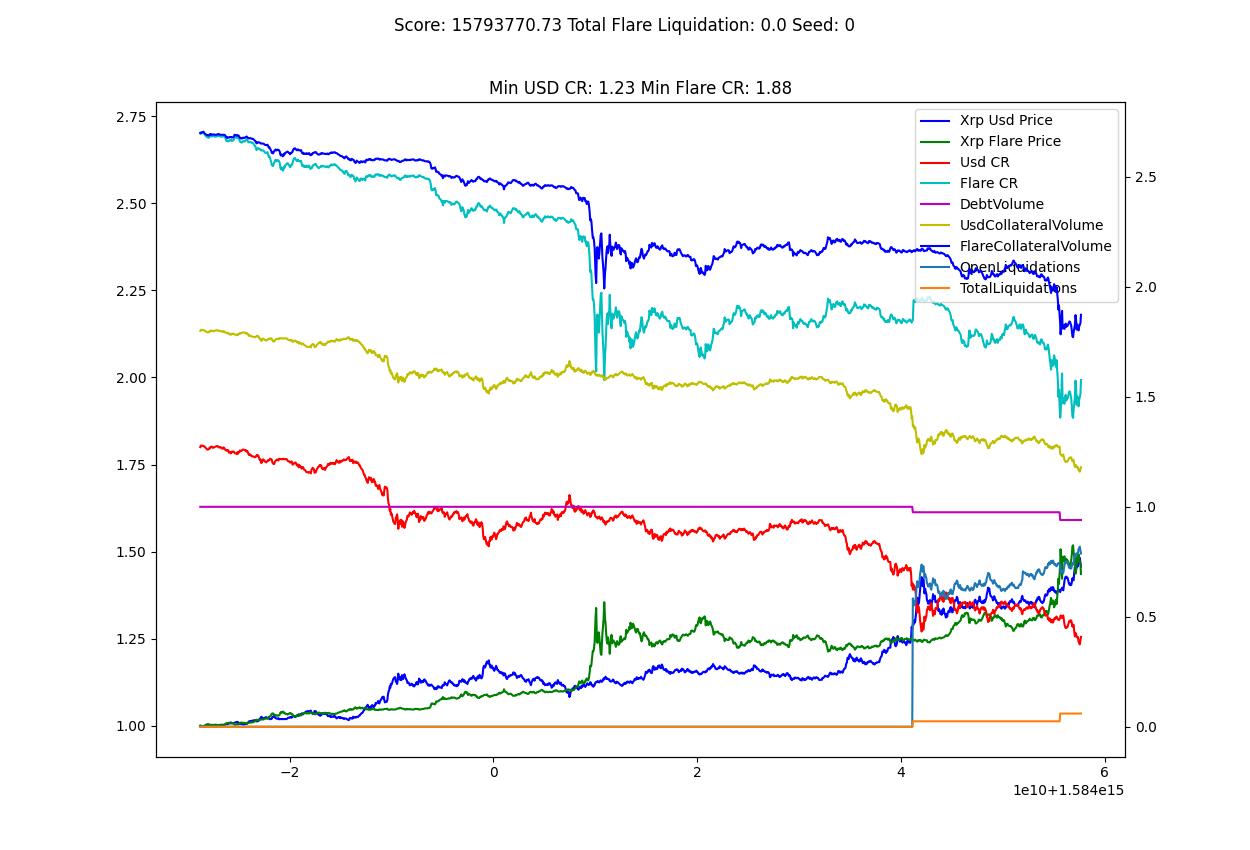 Score: 15793770.73 Total Flare Liquidation: 0.0 Seed: 0
Min USD CR: 1.23 Min Flare CR: 1.88
2.75
2.50
2.25
2.00
1.75
1.50
1.25
1.00
Xrp Usd Price
Xrp Flare Price
Usd CR
Flare CR
DebtVolume
UsdCollateralVolume
FlareCollateralVolume
OpenLiquidations
TotalLiquidations
2.5
2.0
1.5
1.0
0.5
0.0
−2 0 2 4 6
1e10+1.584e15